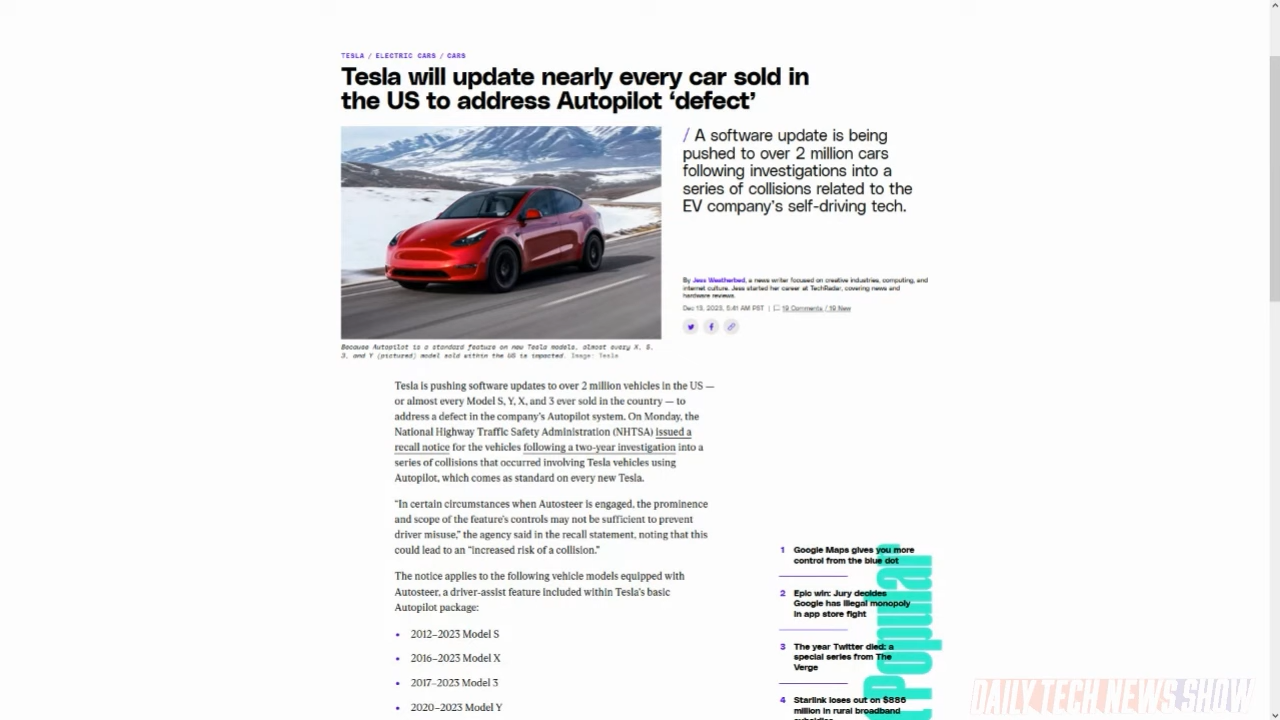 TESLA / ELECTRIC CARS / CARS
Tesla will update nearly every car sold in
the US to address Autopilot ‘defect’
/ A software update is being
pushed to over 2 million cars
following investigations into a
series of collisions related to the
EV company’s self-driving tech.
By Jess Weatherbed, a news writer focused on creative industries, computing, and
internet culture. Jess started her career at TechRadar, covering news and
hardware reviews.
Dec 13, 2023, 5:41 AM PST | 19 Comments / 19 New
Because Autopilot is a standard feature on new Tesla models, almost every X, S,
3, and Y (pictured) model sold within the US is impacted. Image: Tesla
Tesla is pushing software updates to over 2 million vehicles in the US —
or almost every Model S, Y, X, and 3 ever sold in the country — to
address a defect in the company’s Autopilot system. On Monday, the
National Highway Traffic Safety Administration (NHTSA) issued a
recall notice for the vehicles following a two-year investigation into a
series of collisions that occurred involving Tesla vehicles using
Autopilot, which comes as standard on every new Tesla.
“In certain circumstances when Autosteer is engaged, the prominence
and scope of the feature’s controls may not be sufficient to prevent
driver misuse,” the agency said in the recall statement, noting that this
could lead to an “increased risk of a collision.”
The notice applies to the following vehicle models equipped with
Autosteer, a driver-assist feature included within Tesla’s basic
Autopilot package:
• 2012–2023 Model S
• 2016–2023 Model X
• 2017–2023 Model 3
• 2020–2023 Model Y
1 Google Maps gives you more
control from the blue dot
2 Epic win: Jury decides
Google has illegal monopoly
in app store fight
3 The year Twitter died: a
special series from The
Verge
4 Starlink loses out on $886
million in rural broadband
Popular
DAILY TECH NEWS SHOW